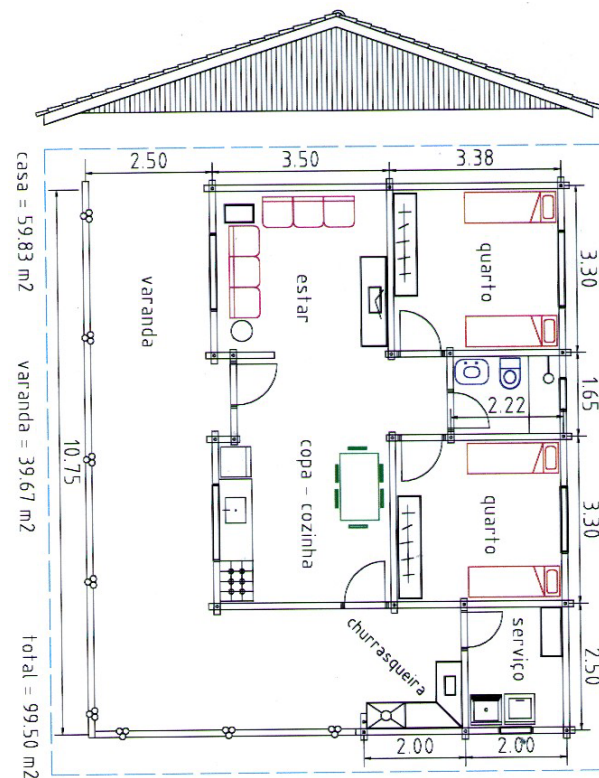 2.50
3.50
3.38
3.30
1.65
3.30
2.50
2.22
2.00
2.00
10.75
varanda
estar
quarto
copa - cozinha
quarto
churrasqueira
serviço
casa = 59.83 m2
varanda = 39.67 m2
total = 99.50 m2